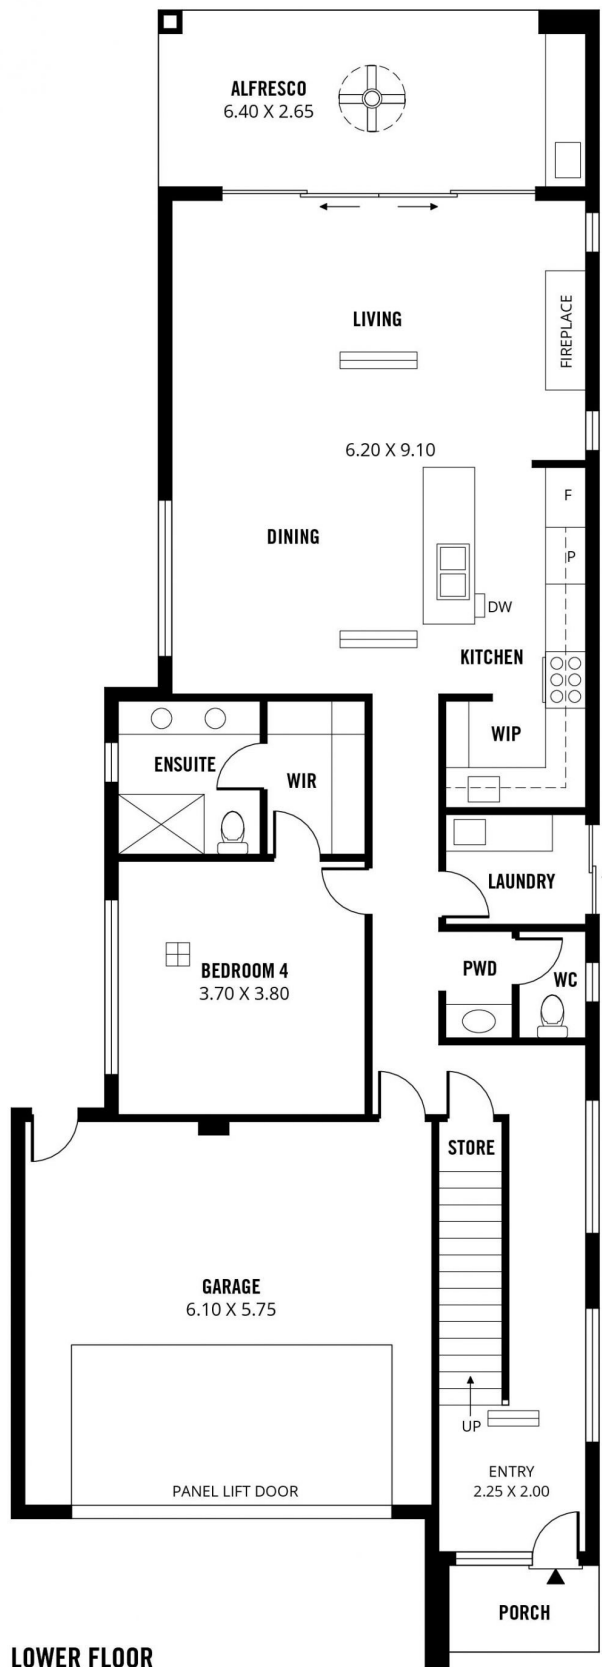 ALFRESCO
6.40 X 2.65
LIVING
FIREPLACE
6.20 X 9.10
F
DINING
P
DW
KITCHEN
WIP
ENSUITE
WIR
LAUNDRY
PWD
WC
BEDROOM 4
3.70 X 3.80
STORE
GARAGE
6.10 X 5.75
UP
ENTRY
2.25 X 2.00
PANEL LIFT DOOR
PORCH
LOWER FLOOR